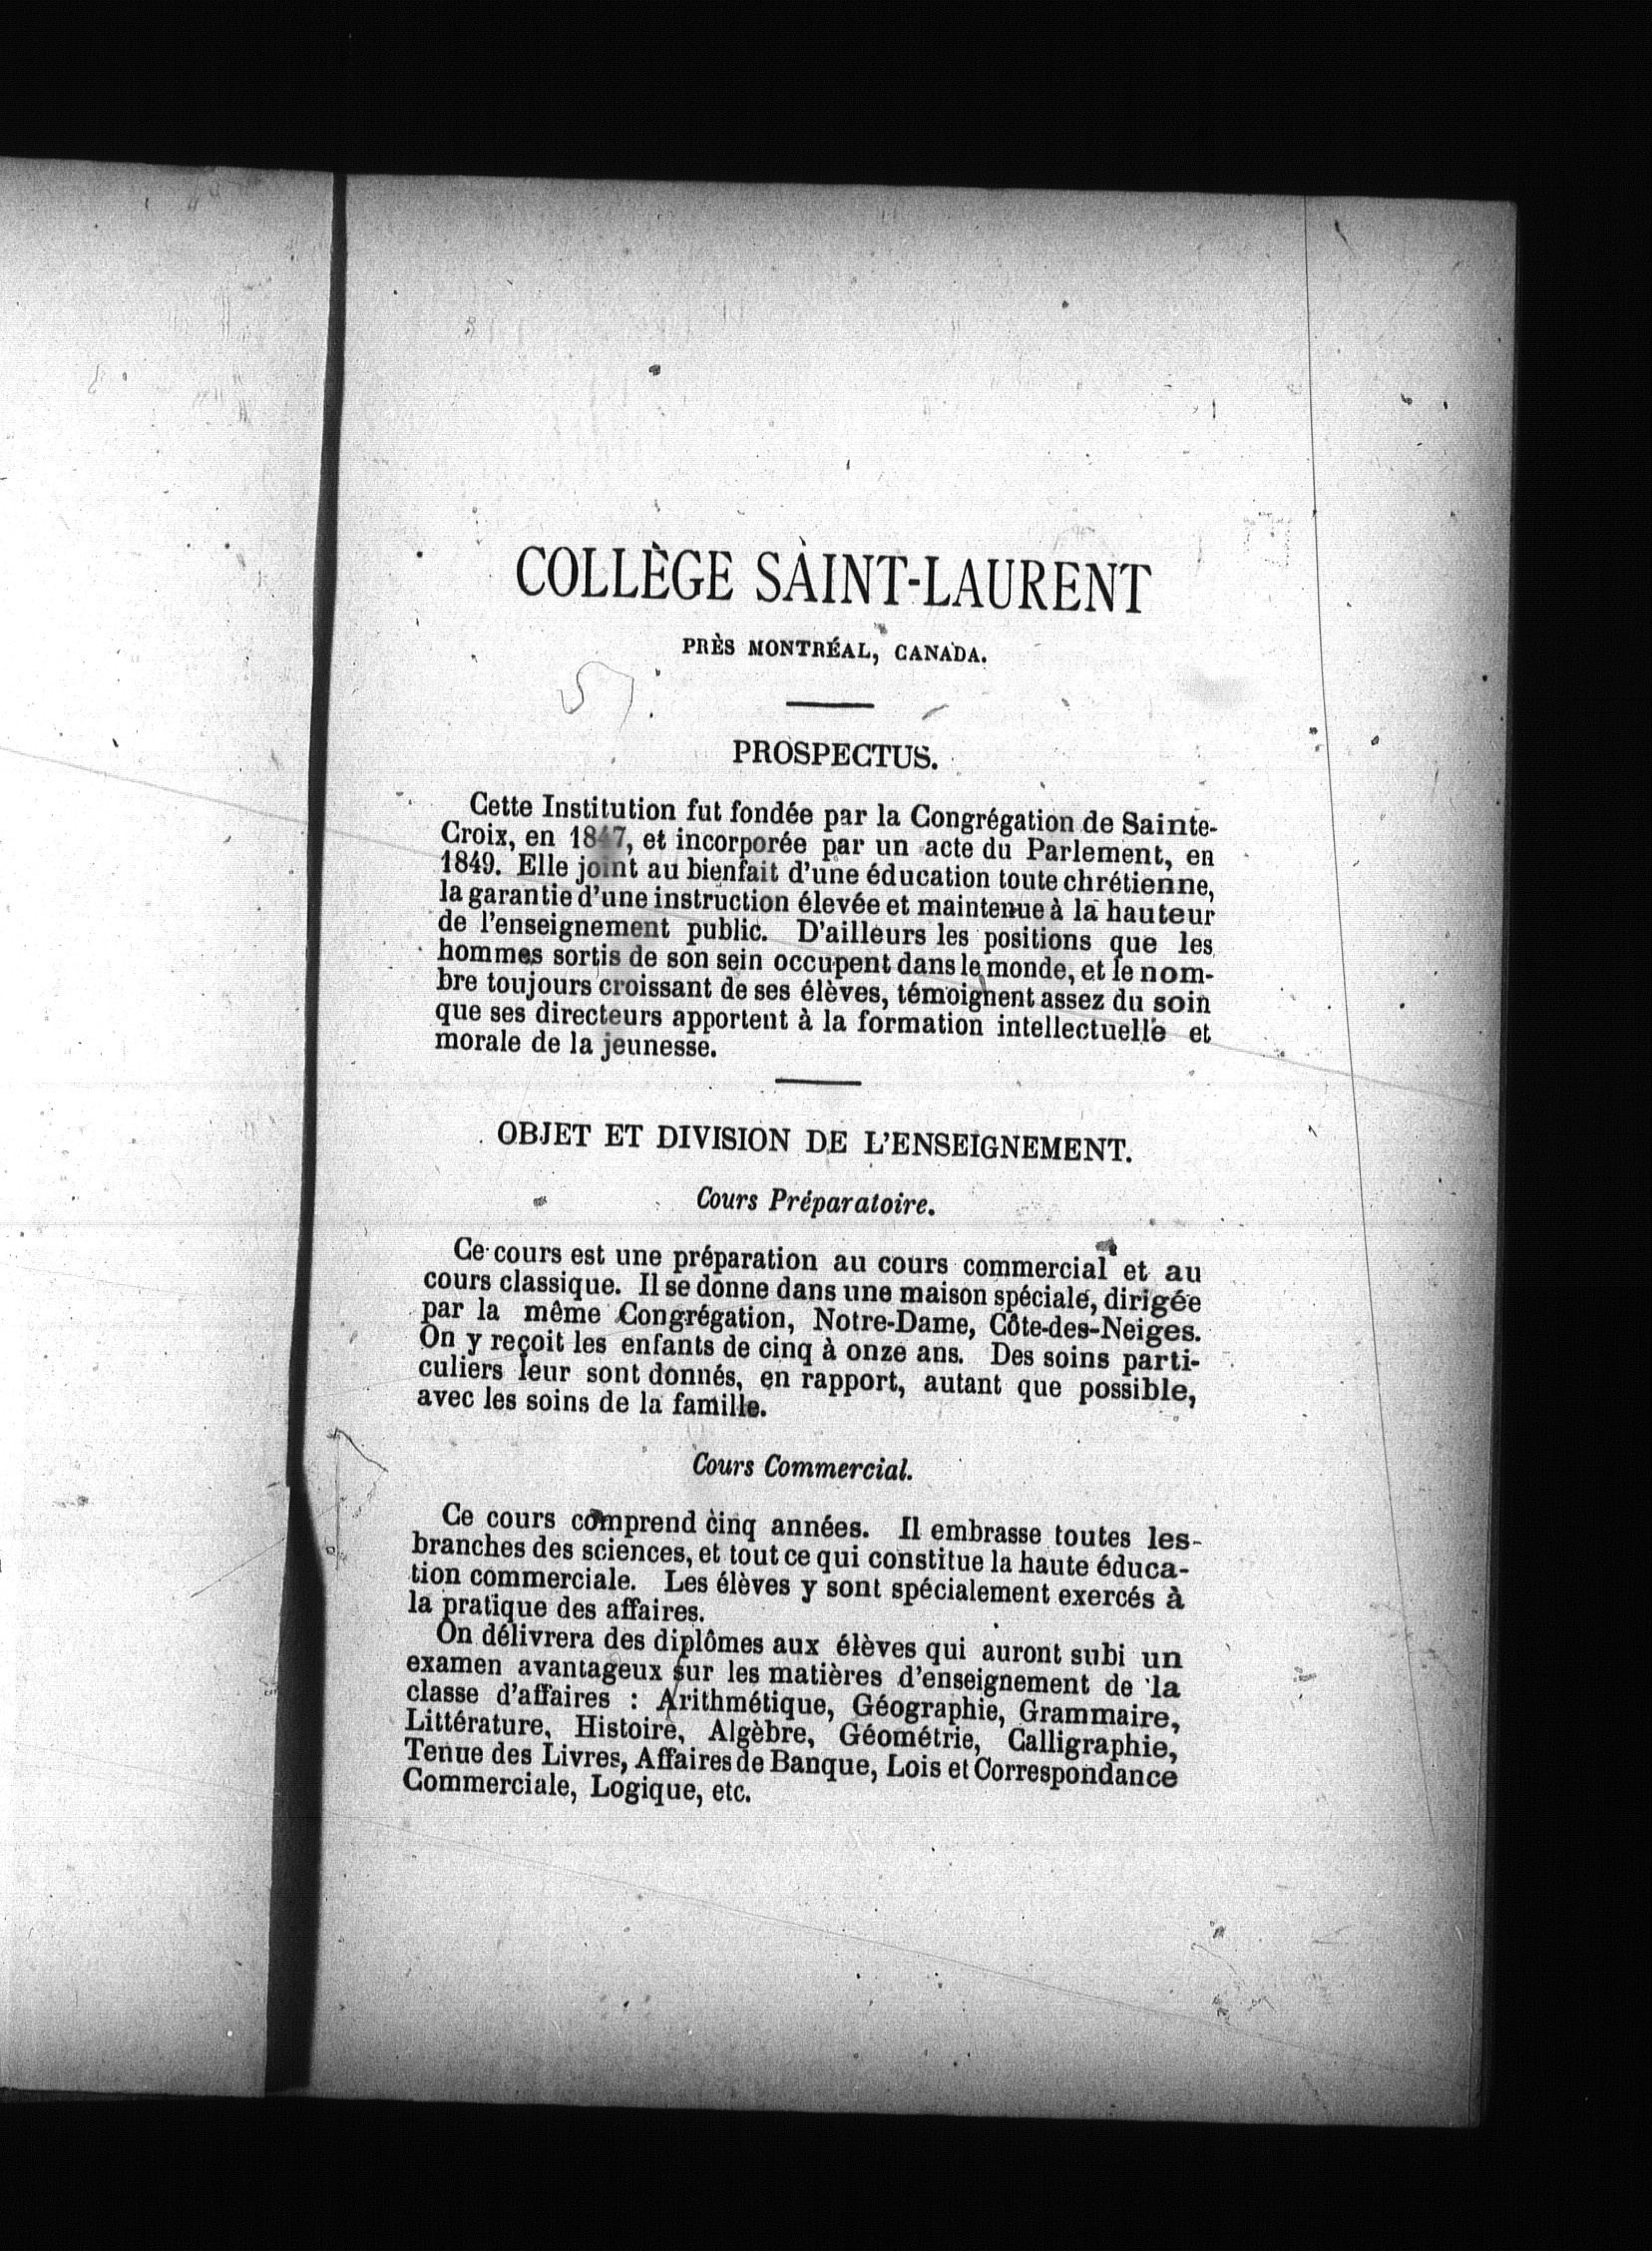 COLLÈGE SAINT-LAURENT
PRÈS MONTRÉAL, CANADA.
PROSPECTUS.
Cette Institution fut fondée par la Congrégation de Sainte-
Croix, en 1847, et incorporée par un acte du Parlement, en
1849. Elle joint au bienfait d'une éducation toute chrétienne,
la garantie d'une instruction élevée et maintenue à la hauteur
de l'enseignement public. D'ailleurs les positions que les
hommes sortis de son sein occupent dans le monde, et le nom-
bre toujours croissant de ses élèves, témoignent assez du soin
que ses directeurs apportent à la formation intellectuelle et
morale de la jeunesse.
OBJET ET DIVISION DE L'ENSEIGNEMENT.
Cours Préparatoire.
Ce cours est une préparation au cours commercial et au
cours classique. Il se donne dans une maison spéciale, dirigée
par la même Congrégation, Notre-Dame, Côte-des-Neiges.
On y reçoit les enfants de cinq à onze ans. Des soins parti-
culiers leur sont donnés, en rapport, autant que possible,
avec les soins de la famille.
Cours Commercial.
Ce cours comprend cinq années. Il embrasse toutes les
branches des sciences, et tout ce qui constitue la haute éduca-
tion commerciale. Les élèves y sont spécialement exercés à
la pratique des affaires.
On délivrera des diplômes aux élèves qui auront subi un
examen avantageux sur les matières d'enseignement de la
classe d'affaires : Arithmétique, Géographie, Grammaire,
Littérature, Histoire, Algèbre, Géométrie, Calligraphie,
Tenue des Livres, Affaires de Banque, Lois et Correspondance
Commerciale, Logique, etc.